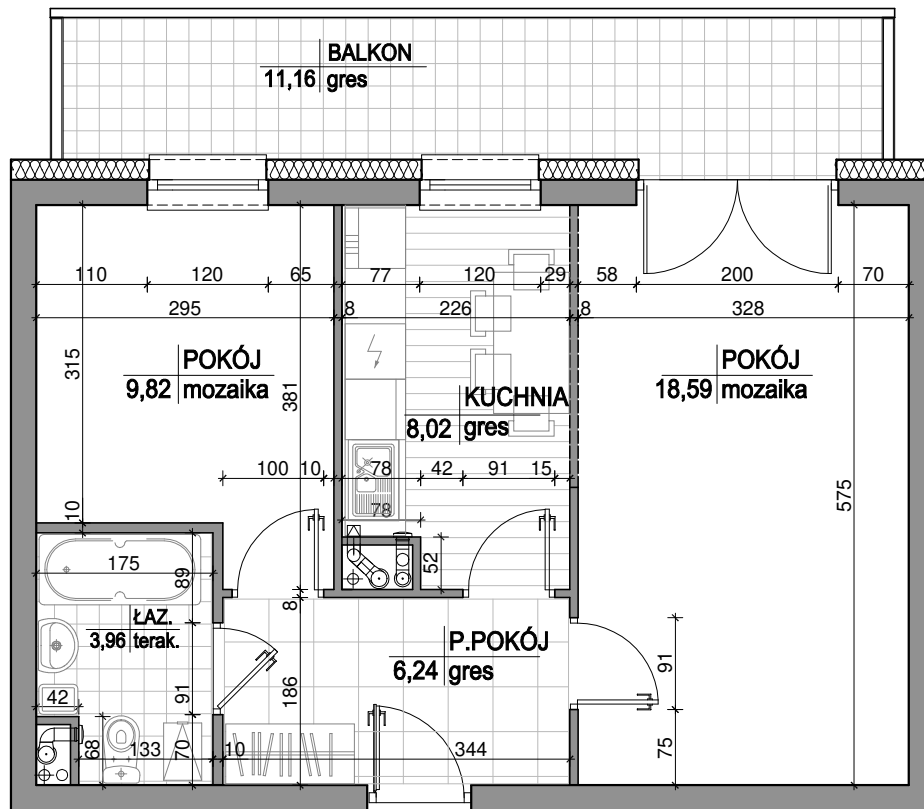 BALKON
11,16 gres
110 120 65 77 120 29 58 200 70
295 8 226 8 328
315
381
POKÓJ
9,82 mozaika
POKÓJ
18,59 mozaika
KUCHNIA
8,02 gres
100 10 78 42 91 15
78
575
10
52
175
89
8
ŁAZ.
3,96 terak.
P.POKÓJ
6,24 gres
91
186
91
42
68
133
70
10
344
75